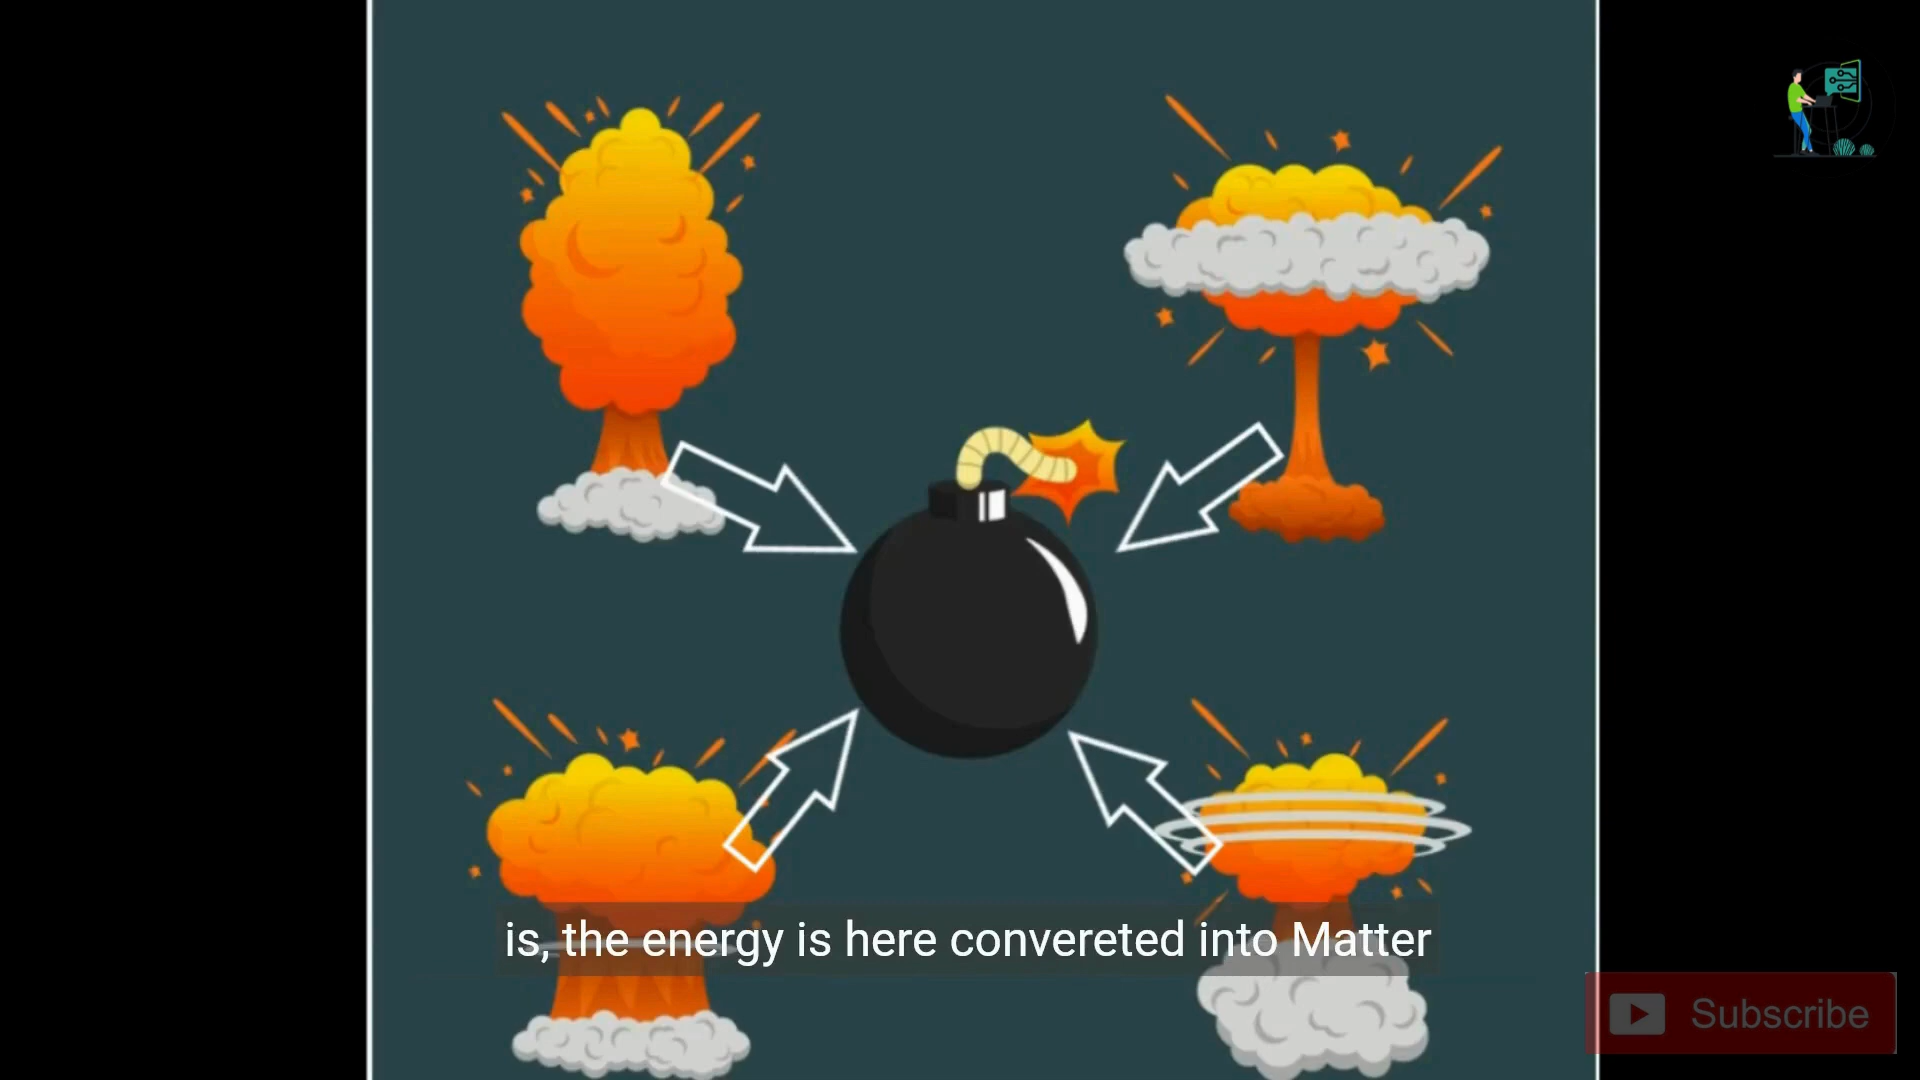 is, the energy is here convereted into Matter
Subscribe